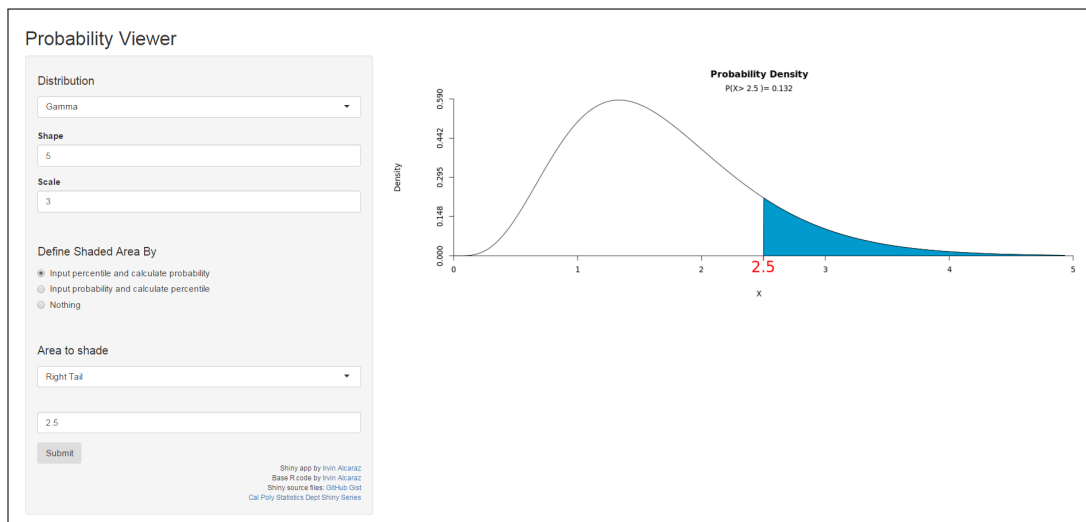 Probability Viewer
Distribution
Gamma
Shape
5
Scale
3
Define Shaded Area By
Input percentile and calculate probability
Input probability and calculate percentile
Nothing
Area to shade
Right Tail
2.5
Submit
Shiny app by Irvin Alcaraz
Base R code by Irvin Alcaraz
Shiny source files: GitHub Gist
Cal Poly Statistics Dept Shiny Series
Probability Density
P(X> 2.5 )= 0.132
Density
0.590
0.442
0.295
0.148
0.000
0
1
2
2.5
3
4
5
X